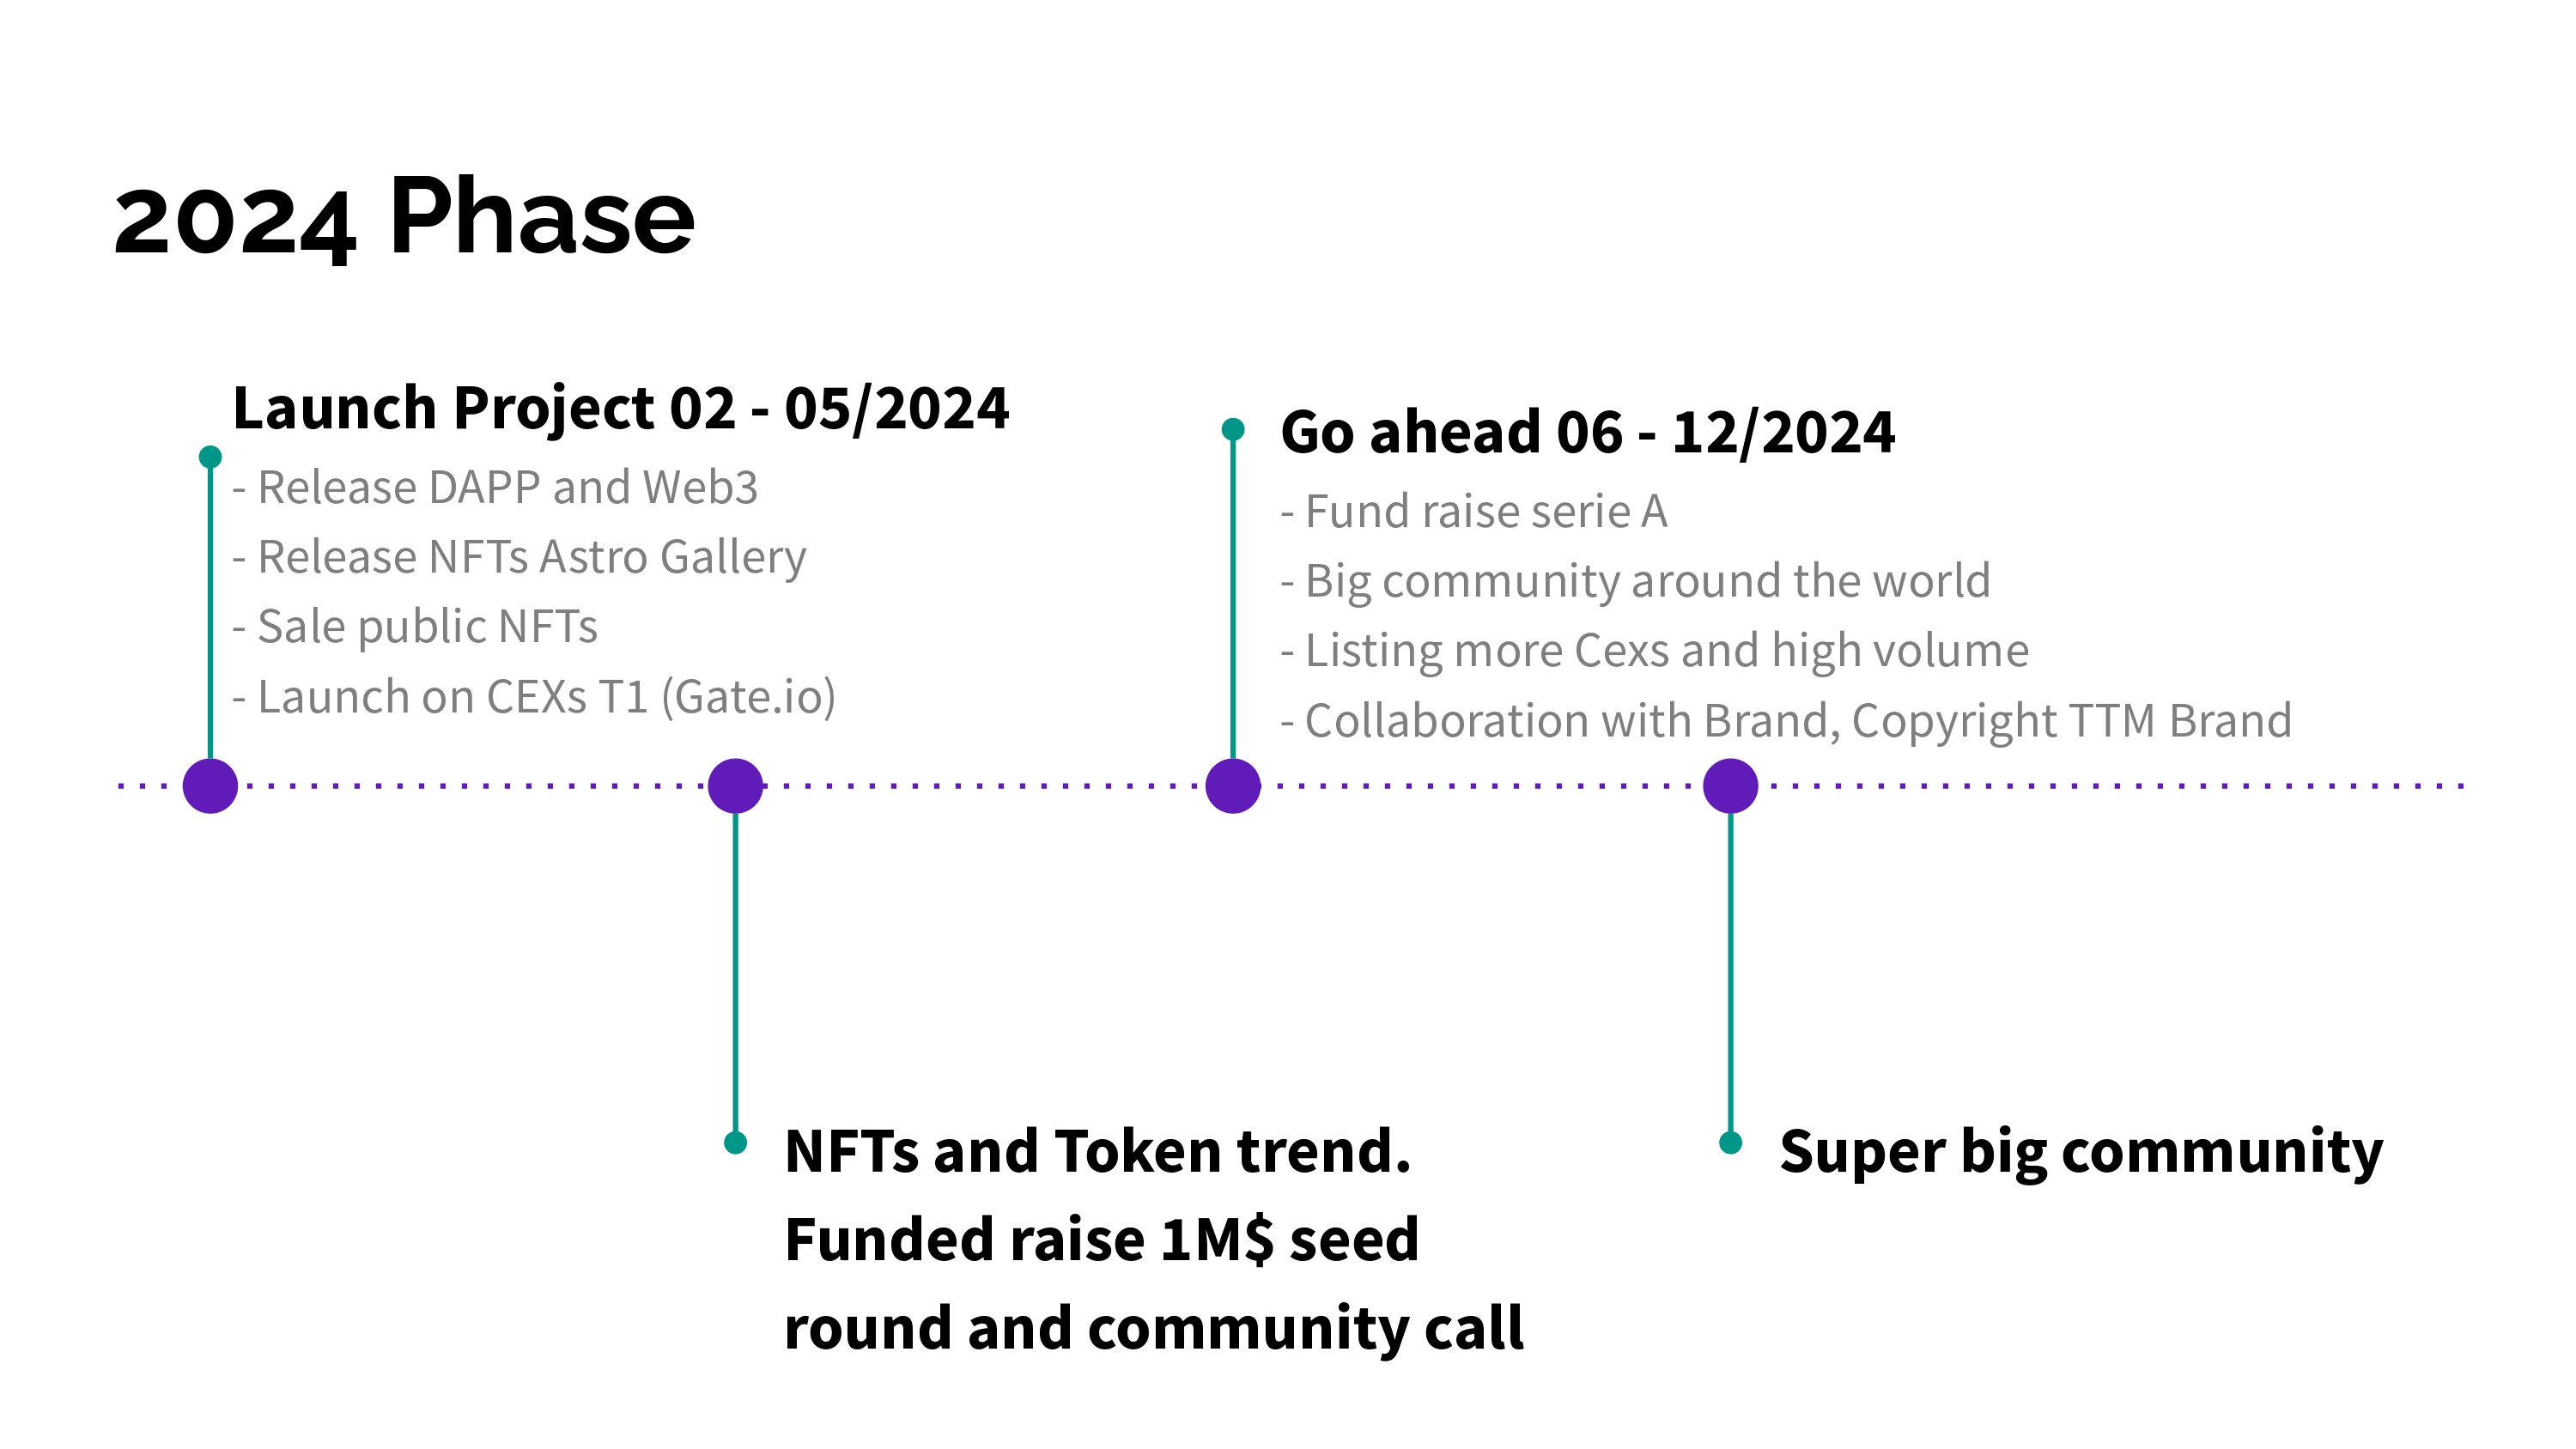 2024 Phase
Launch Project 02 - 05/2024
- Release DAPP and Web3
- Release NFTs Astro Gallery
- Sale public NFTs
- Launch on CEXs T1 (Gate.io)
Go ahead 06 - 12/2024
- Fund raise serie A
- Big community around the world
- Listing more Cexs and high volume
- Collaboration with Brand, Copyright TTM Brand
NFTs and Token trend.
Funded raise 1M$ seed
round and community call
Super big community